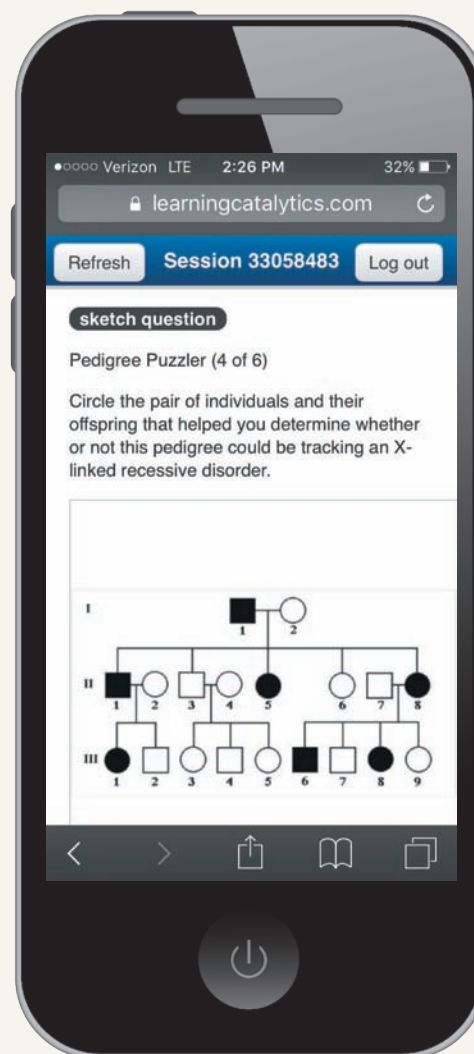 Verizon LTE 2:26 PM 32%
learningcatalytics.com
Refresh Session 33058483 Log out
sketch question
Pedigree Puzzler (4 of 6)
Circle the pair of individuals and their
offspring that helped you determine whether
or not this pedigree could be tracking an X-
linked recessive disorder.
I
1 2
II
1 2 3 4 5 6 7 8
III
1 2 3 4 5 6 7 8 9